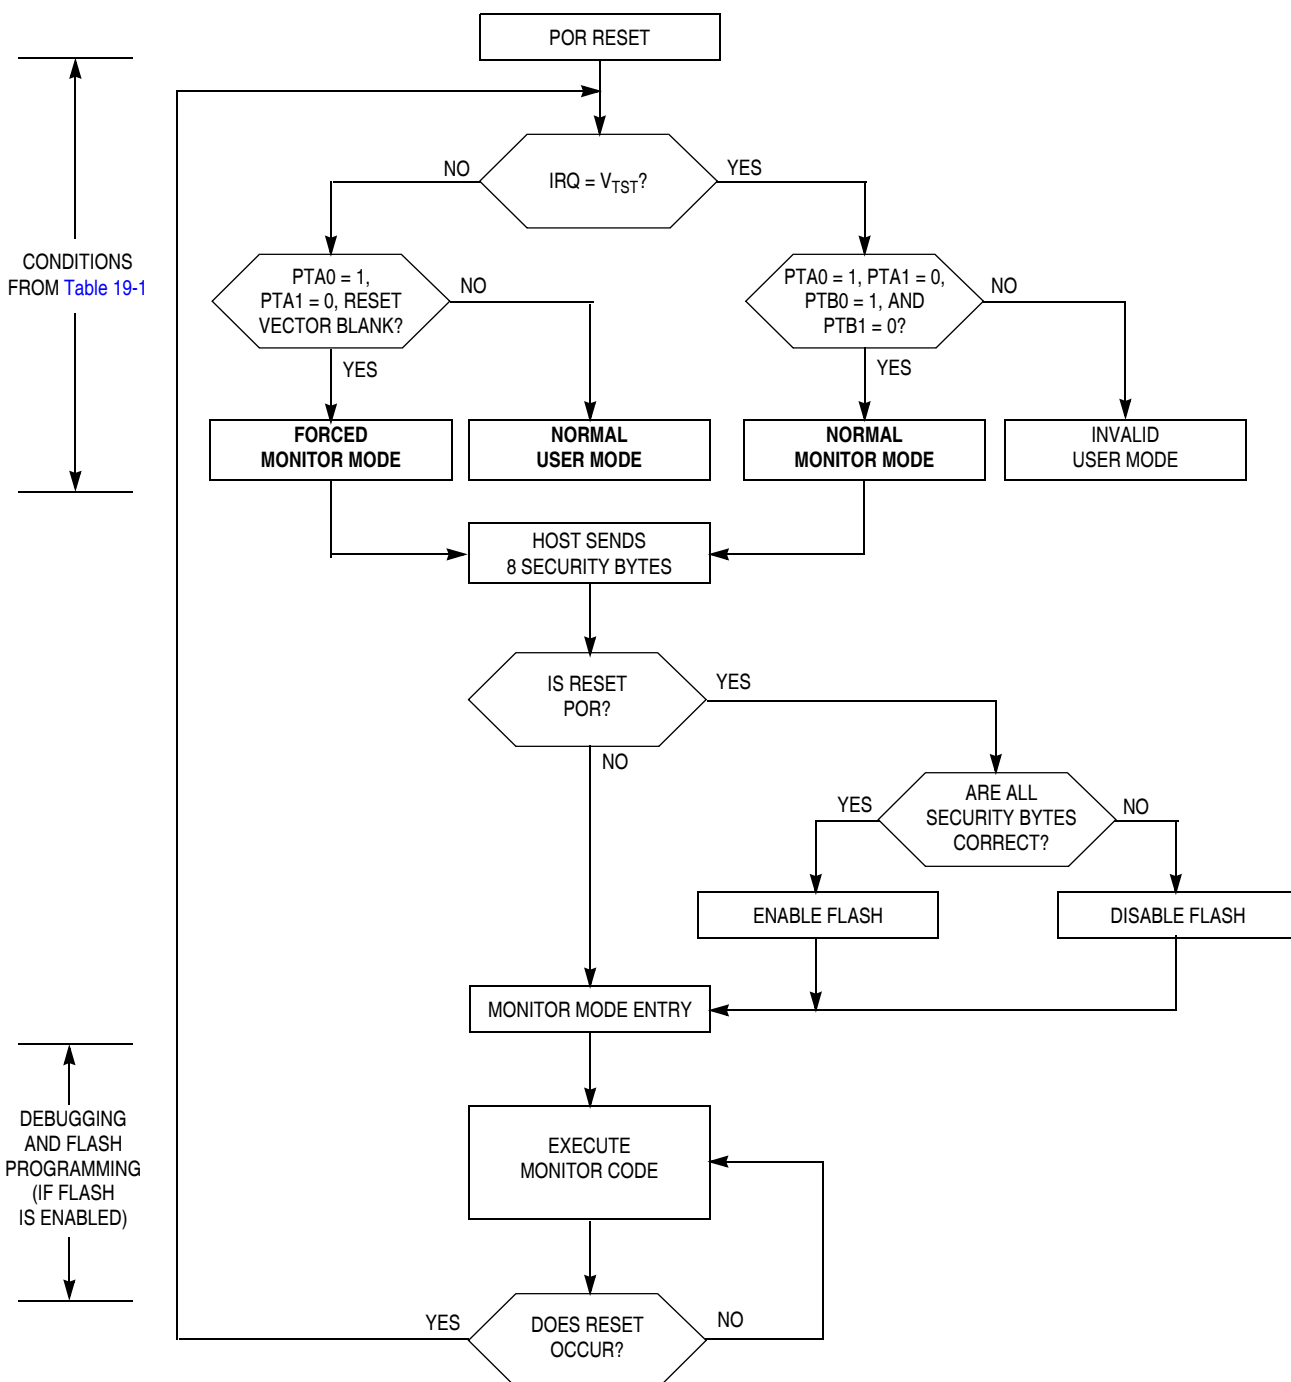 POR RESET
NO
YES
IRQ = VTST?
CONDITIONS
FROM Table 19-1
PTA0 = 1,
PTA1 = 0, RESET
VECTOR BLANK?
NO
YES
PTA0 = 1, PTA1 = 0,
PTB0 = 1, AND
PTB1 = 0?
NO
YES
FORCED
MONITOR MODE
NORMAL
USER MODE
NORMAL
MONITOR MODE
INVALID
USER MODE
HOST SENDS
8 SECURITY BYTES
IS RESET
POR?
YES
NO
ARE ALL
SECURITY BYTES
CORRECT?
YES
NO
ENABLE FLASH
DISABLE FLASH
MONITOR MODE ENTRY
DEBUGGING
AND FLASH
PROGRAMMING
(IF FLASH
IS ENABLED)
EXECUTE
MONITOR CODE
YES
DOES RESET
OCCUR?
NO